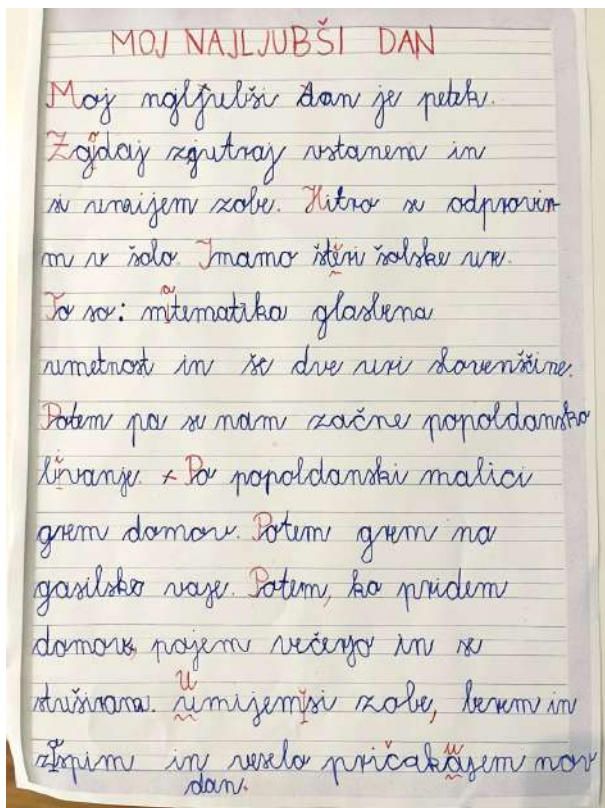 MOJ NAJLJUBŠI DAN
Moj najljubši dan je petek.
Zgodaj zjutraj vstanem in
si umijem zobe. Hitro se odpravim
m v šolo. Imamo štiri šolske ure.
To so: matematika glasbena
umetnost in še dve uri slovenščine.
Potem pa se nam začne popoldansko
bivanje. Po popoldanski malici
grem domov. Potem grem na
gasilske vaje. Potem, ko pridem
domov, pojem večerjo in se
stuširam. Umijem si zobe, berem in
zaspim in veselo pričakujem nov
dan.